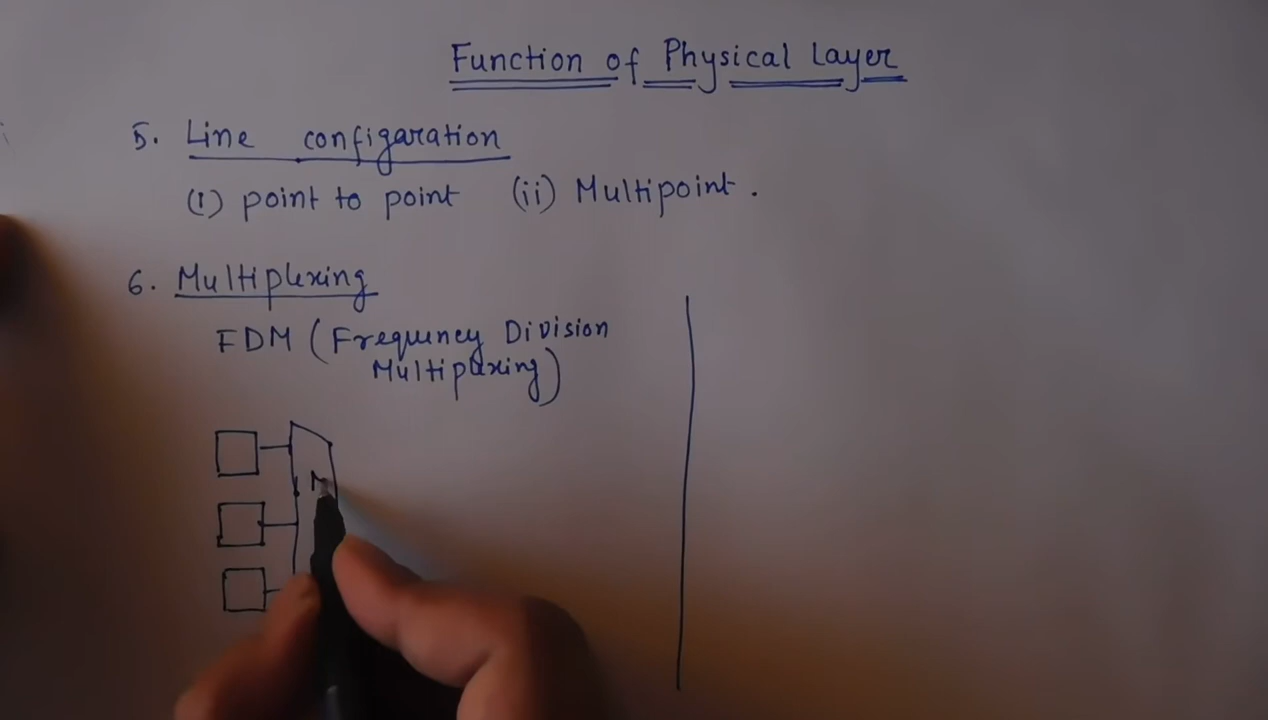 Function of Physical Layer
5. Line configaration
(i) point to point (ii) Multipoint.
6. Multiplexing
FDM (Frequency Division
Multiplexing)
M